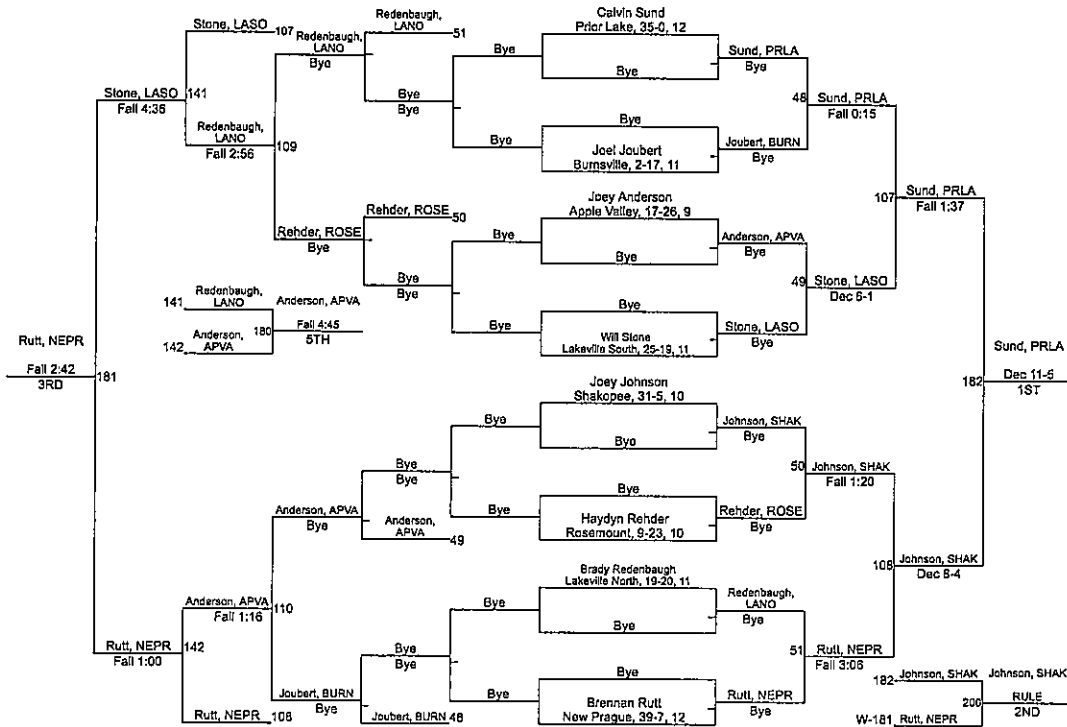 Calvin Sund
Prior Lake, 35-0, 12
Stone, LASO
107
Redenbaugh,
LANO
51
Redenbaugh,
LANO
Bye
Bye
Bye
Sund, PRLA
Bye
Stone, LASO
Fall 4:35
141
Bye
Bye
48
Sund, PRLA
Fall 0:15
Redenbaugh,
LANO
Fall 2:56
109
Bye
Bye
Joel Joubert
Burnsville, 2-17, 11
Joubert, BURN
Bye
Joey Anderson
Apple Valley, 17-26, 9
107
Sund, PRLA
Fall 1:37
Rehder, ROSE
50
Rehder, ROSE
Bye
Bye
Bye
Anderson, APVA
Bye
Bye
Bye
49
Stone, LASO
Dec 6-1
141
Redenbaugh,
LANO
Anderson, APVA
180
Fall 4:45
5TH
142
Anderson,
APVA
Bye
Bye
Will Stone
Lakeville South, 25-19, 11
Stone, LASO
Bye
Rutt, NEPR
Fall 2:42
3RD
181
Sund, PRLA
182
Dec 11-5
1ST
Joey Johnson
Shakopee, 31-5, 10
Bye
Bye
Johnson, SHAK
Bye
Bye
Bye
50
Johnson, SHAK
Fall 1:20
Anderson, APVA
Bye
Anderson,
APVA
49
Bye
Bye
Haydyn Rehder
Rosemount, 9-23, 10
Rehder, ROSE
Bye
108
Johnson, SHAK
Dec 8-4
Brady Redenbaugh
Lakeville North, 19-20, 11
Anderson, APVA
Fall 1:16
110
Bye
Bye
Redenbaugh,
LANO
Bye
Rutt, NEPR
Fall 1:00
142
Bye
Bye
51
Rutt, NEPR
Fall 3:06
Joubert, BURN
Bye
Joubert, BURN
48
Bye
Bye
Brennan Rutt
New Prague, 39-7, 12
Rutt, NEPR
Bye
Rutt, NEPR
108
182
Johnson, SHAK
Johnson, SHAK
206
RULE
2ND
W-181
Rutt, NEPR